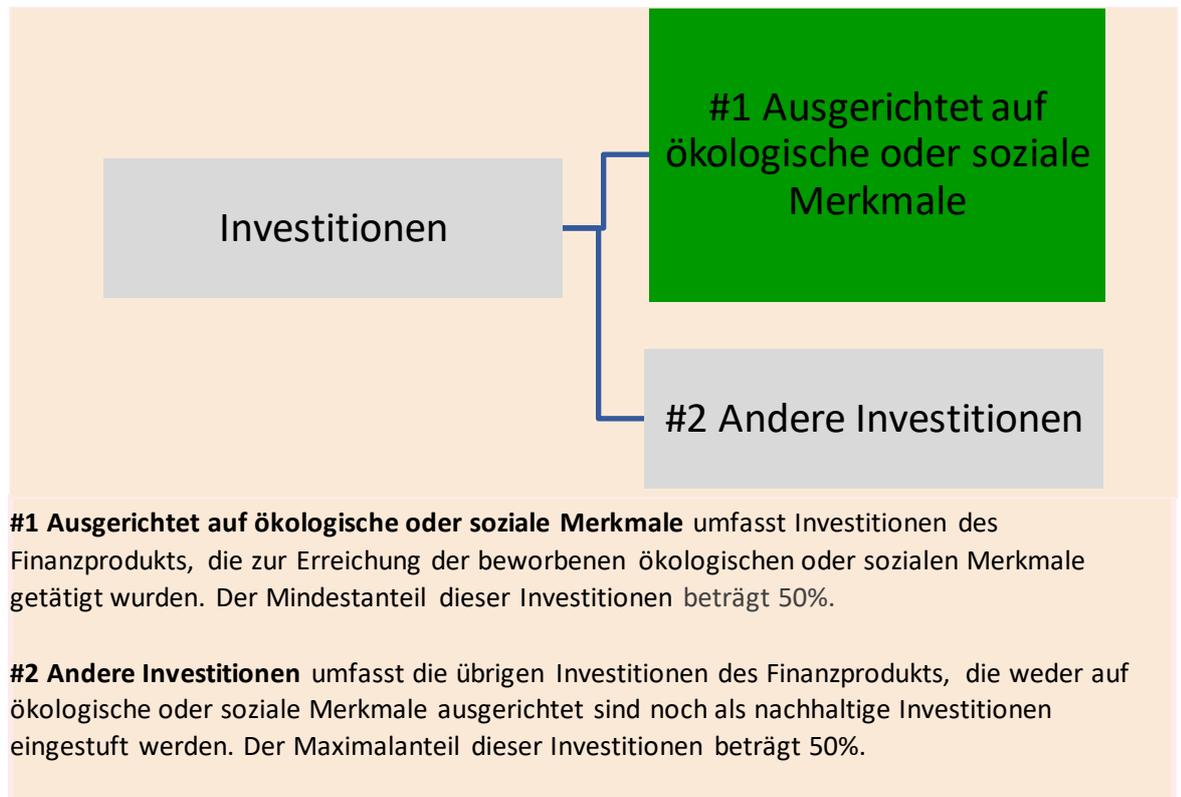 #1 Ausgerichtet auf
ökologische oder soziale
Merkmale
Investitionen
#2 Andere Investitionen
#1 Ausgerichtet auf ökologische oder soziale Merkmale umfasst Investitionen des
Finanzprodukts, die zur Erreichung der beworbenen ökologischen oder sozialen Merkmale
getätigt wurden. Der Mindestanteil dieser Investitionen beträgt 50%.
#2 Andere Investitionen umfasst die übrigen Investitionen des Finanzprodukts, die weder auf
ökologische oder soziale Merkmale ausgerichtet sind noch als nachhaltige Investitionen
eingestuft werden. Der Maximalanteil dieser Investitionen beträgt 50%.